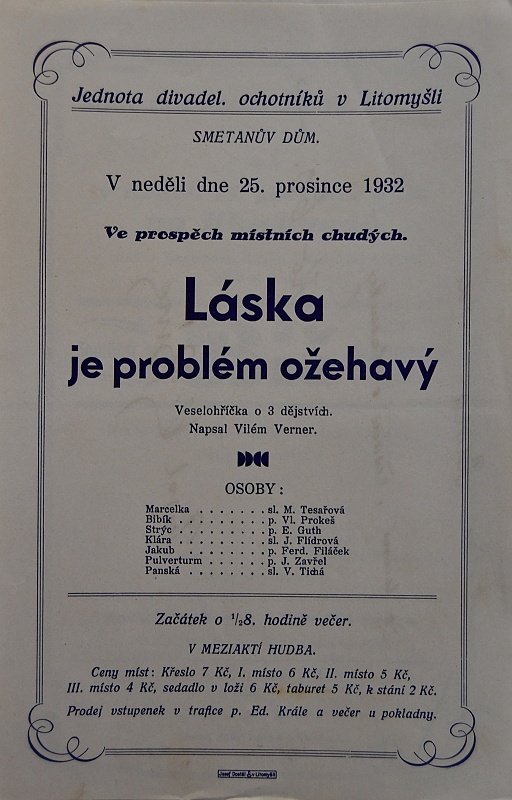 Jednota divadel. ochotníků v Litomyšli
SMETANŮV DŮM.
V neděli dne 25. prosince 1932
Ve prospěch místních chudých.
Láska
je problém ožehavý
Veselohříčka o 3 dějstvích.
Napsal Vilém Verner.
OSOBY :
Marcelka . . . . . . . sl. M. Tesařová
Bibík . . . . . . . . . p. Vl. Prokeš
Strýc . . . . . . . . . p. E. Guth
Klára . . . . . . . . . sl. J. Flídrová
Jakub . . . . . . . . . p. Ferd. Filáček
Pulverturm . . . . . . p. J. Zavřel
Panská . . . . . . . . sl. V. Tichá
Začátek o ½8. hodině večer.
V MEZIAKTÍ HUDBA.
Ceny míst: Křeslo 7 Kč, I. místo 6 Kč, II. místo 5 Kč,
III. místo 4 Kč, sedadlo v loži 6 Kč, taburet 5 Kč, k stání 2 Kč.
Prodej vstupenek v trafice p. Ed. Krále a večer u pokladny.
Josef Dostál v Litomyšli